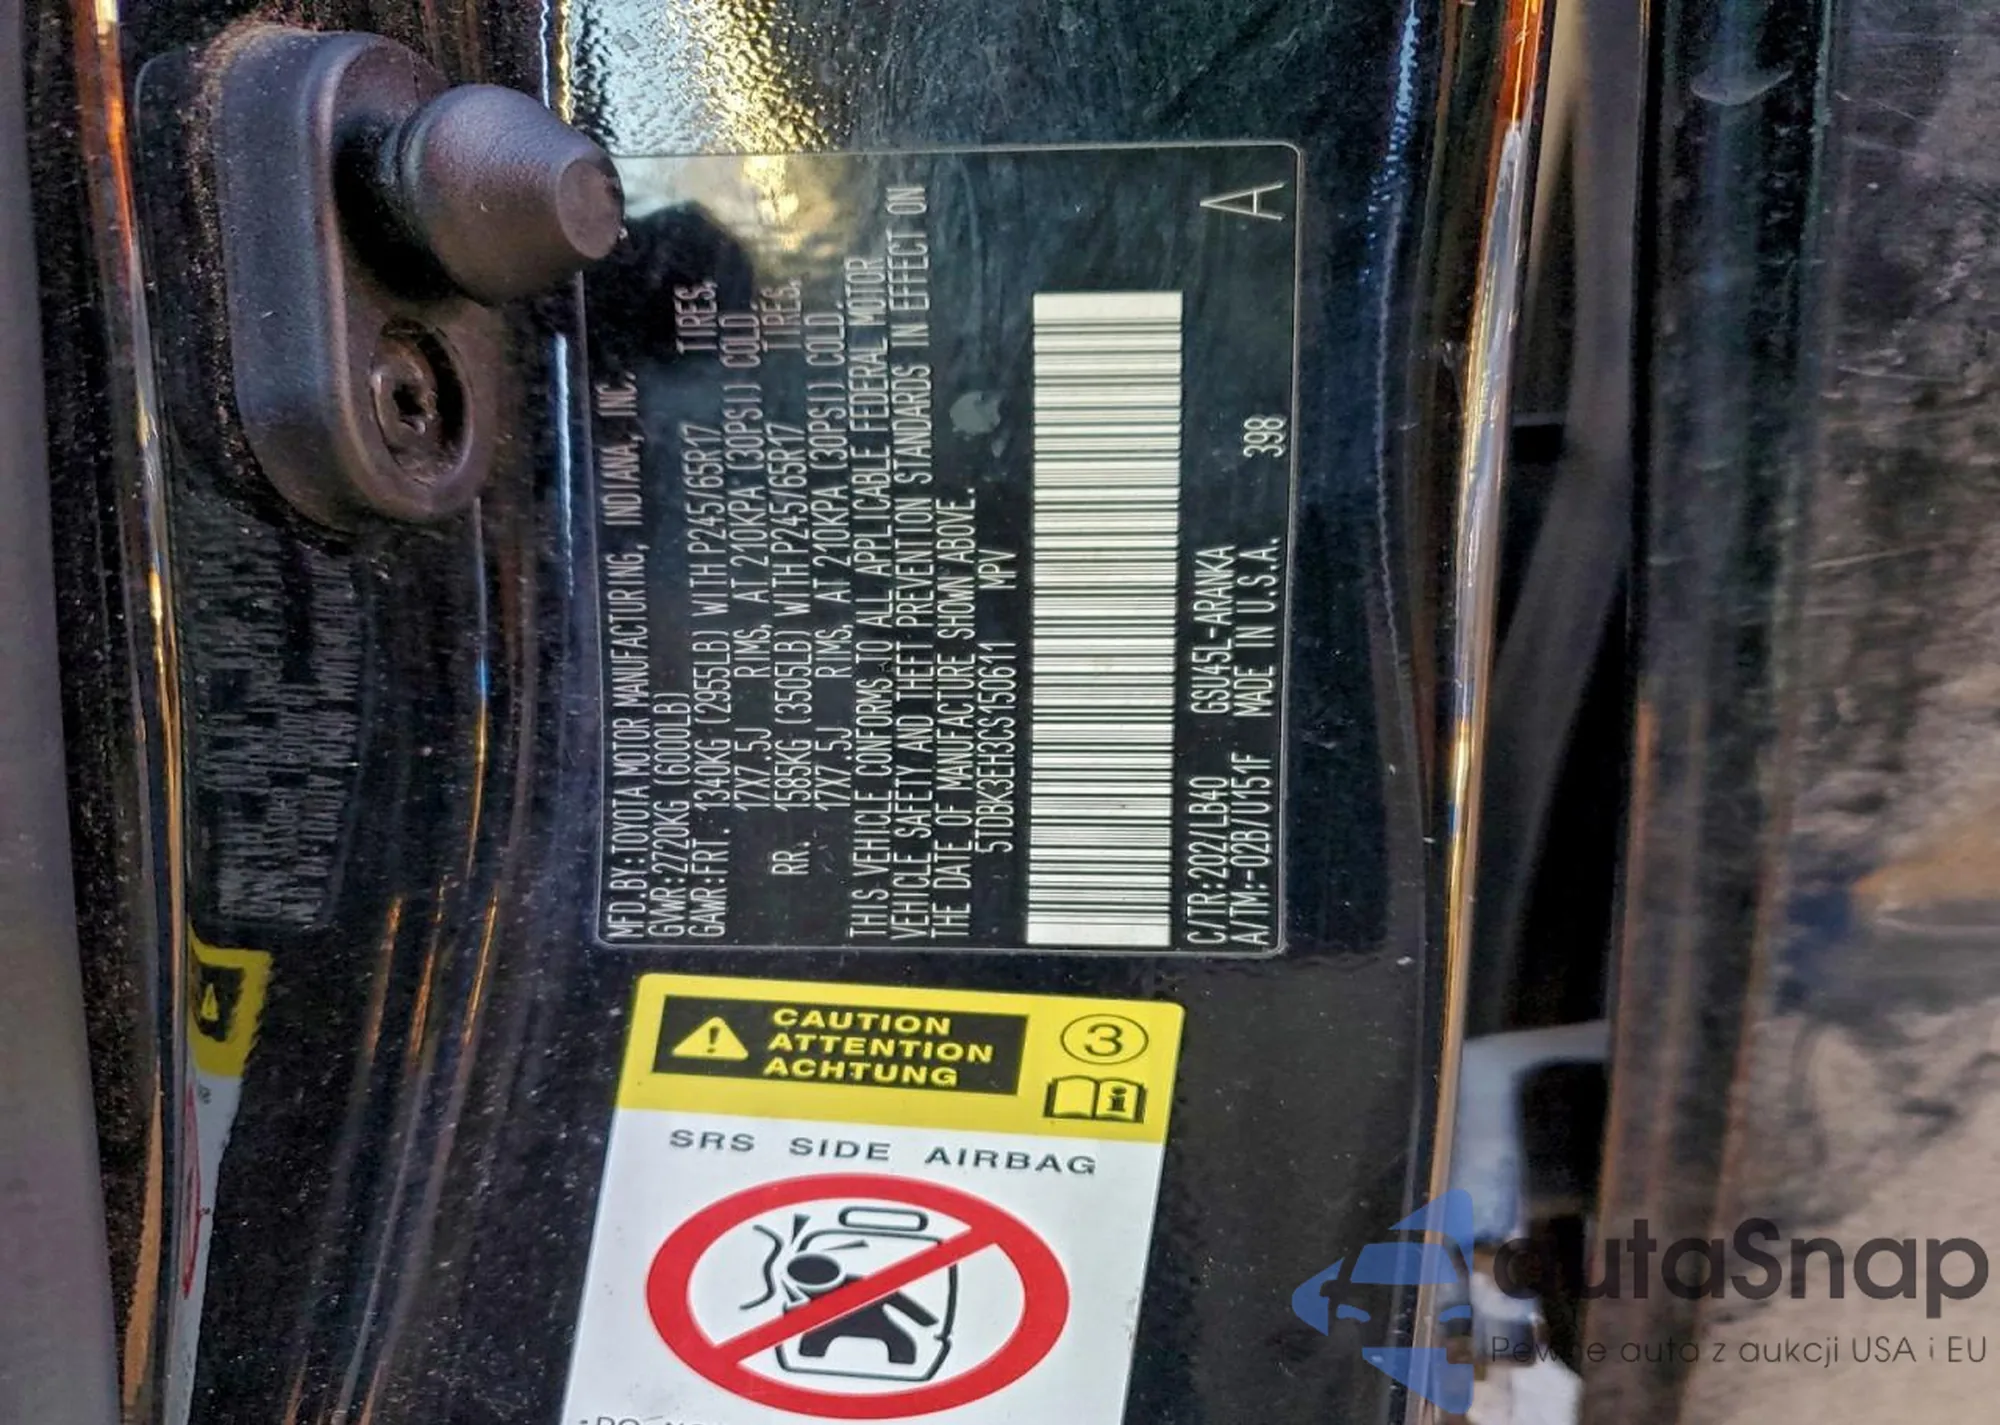 MFD.BY:TOYOTA MOTOR MANUFACTURING, INDIANA, INC.
GVWR:2720KG (6000LB)
GAWR:FRT. 1340KG (2955LB) WITH P245/65R17 TIRES,
17X7.5J RIMS, AT 210KPA (30PSI) COLD.
RR. 1585KG (3505LB) WITH P245/65R17 TIRES,
17X7.5J RIMS, AT 210KPA (30PSI) COLD.
THIS VEHICLE CONFORMS TO ALL APPLICABLE FEDERAL MOTOR
VEHICLE SAFETY AND THEFT PREVENTION STANDARDS IN EFFECT ON
THE DATE OF MANUFACTURE SHOWN ABOVE.
5TDBK3EH3CS150611 MPV
C/TR:202/LB40 GSU45L-ARANKA
A/TM:-02B/U151F MADE IN U.S.A. 398
A
CAUTION
ATTENTION
ACHTUNG
3
i
SRS SIDE AIRBAG
autaSnap
Pewne auta z aukcji USA i EU